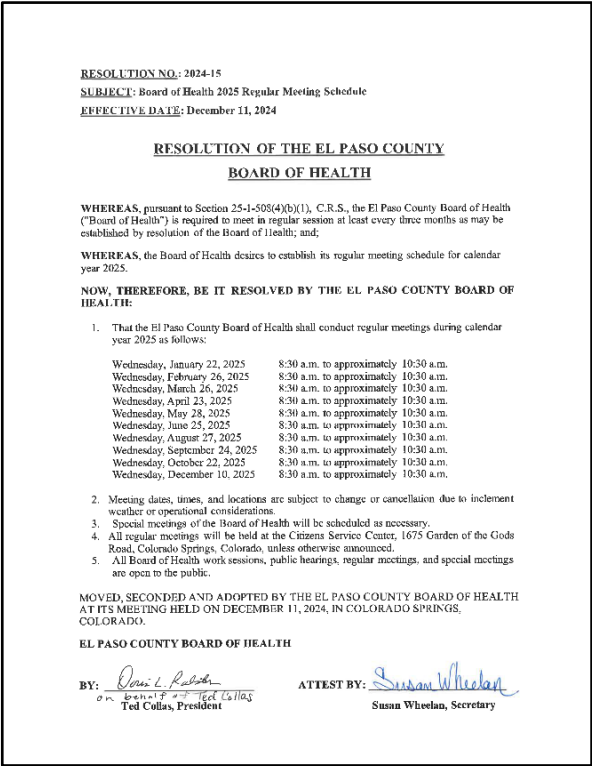 RESOLUTION NO.: 2024-15
SUBJECT: Board of Health 2025 Regular Meeting Schedule
EFFECTIVE DATE: December 11, 2024
RESOLUTION OF THE EL PASO COUNTY
BOARD OF HEALTH
WHEREAS, pursuant to Section 25-1-508(4)(b)(1), C.R.S., the El Paso County Board of Health
("Board of Health") is required to meet in regular session at least every three months as may be
established by resolution of the Board of Health; and;
WHEREAS, the Board of Health desires to establish its regular meeting schedule for calendar
year 2025.
NOW, THEREFORE, BE IT RESOLVED BY THE EL PASO COUNTY BOARD OF
HEALTH:
1. That the El Paso County Board of Health shall conduct regular meetings during calendar
year 2025 as follows:
Wednesday, January 22, 2025 8:30 a.m. to approximately 10:30 a.m.
Wednesday, February 26, 2025 8:30 a.m. to approximately 10:30 a.m.
Wednesday, March 26, 2025 8:30 a.m. to approximately 10:30 a.m.
Wednesday, April 23, 2025 8:30 a.m. to approximately 10:30 a.m.
Wednesday, May 28, 2025 8:30 a.m. to approximately 10:30 a.m.
Wednesday, June 25, 2025 8:30 a.m. to approximately 10:30 a.m.
Wednesday, August 27, 2025 8:30 a.m. to approximately 10:30 a.m.
Wednesday, September 24, 2025 8:30 a.m. to approximately 10:30 a.m.
Wednesday, October 22, 2025 8:30 a.m. to approximately 10:30 a.m.
Wednesday, December 10, 2025 8:30 a.m. to approximately 10:30 a.m.
2. Meeting dates, times, and locations are subject to change or cancellation due to inclement
weather or operational considerations.
3. Special meetings of the Board of Health will be scheduled as necessary.
4. All regular meetings will be held at the Citizens Service Center, 1675 Garden of the Gods
Road, Colorado Springs, Colorado, unless otherwise announced.
5. All Board of Health work sessions, public hearings, regular meetings, and special meetings
are open to the public.
MOVED, SECONDED AND ADOPTED BY THE EL PASO COUNTY BOARD OF HEALTH
AT ITS MEETING HELD ON DECEMBER 11, 2024, IN COLORADO SPRINGS,
COLORADO.
EL PASO COUNTY BOARD OF HEALTH
BY: Doris L. ATTEST BY: Susan Wheelan
on behalf of Ted Collas
Ted Collas, President Susan Wheelan, Secretary